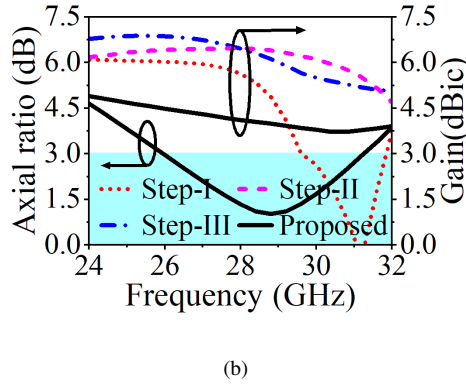 Axial ratio (dB)
7.5
6.0
4.5
3.0
1.5
0.0
7.5
6.0
4.5
3.0
1.5
0.0
Gain(dBic)
Step-I Step-II
Step-III Proposed
24 26 28 30 32
Frequency (GHz)
(b)